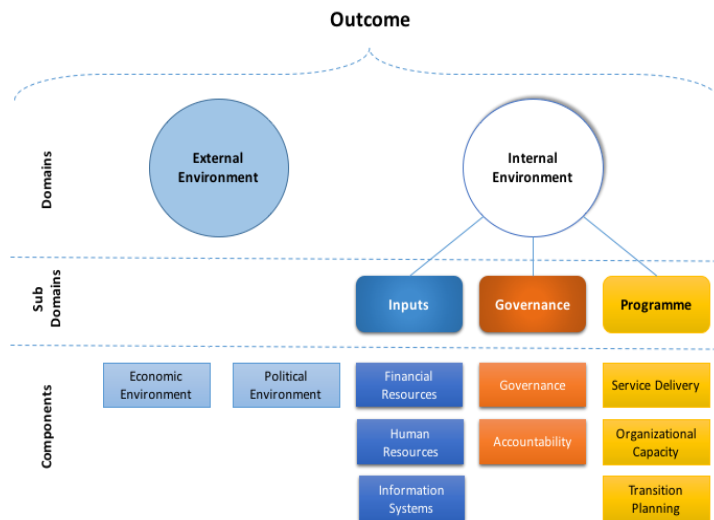 Outcome
Domains
External
Environment
Internal
Environment
Sub
Domains
Inputs
Governance
Programme
Components
Economic
Environment
Political
Environment
Financial
Resources
Governance
Service Delivery
Human
Resources
Accountability
Organizational
Capacity
Information
Systems
Transition
Planning